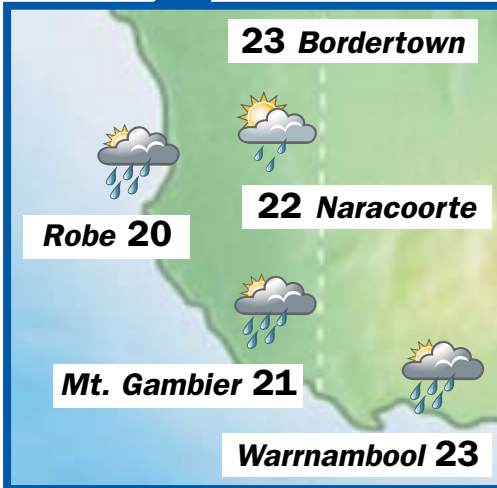 23 Bordertown
22 Naracoorte
Robe 20
Mt. Gambier 21
Warrnambool 23